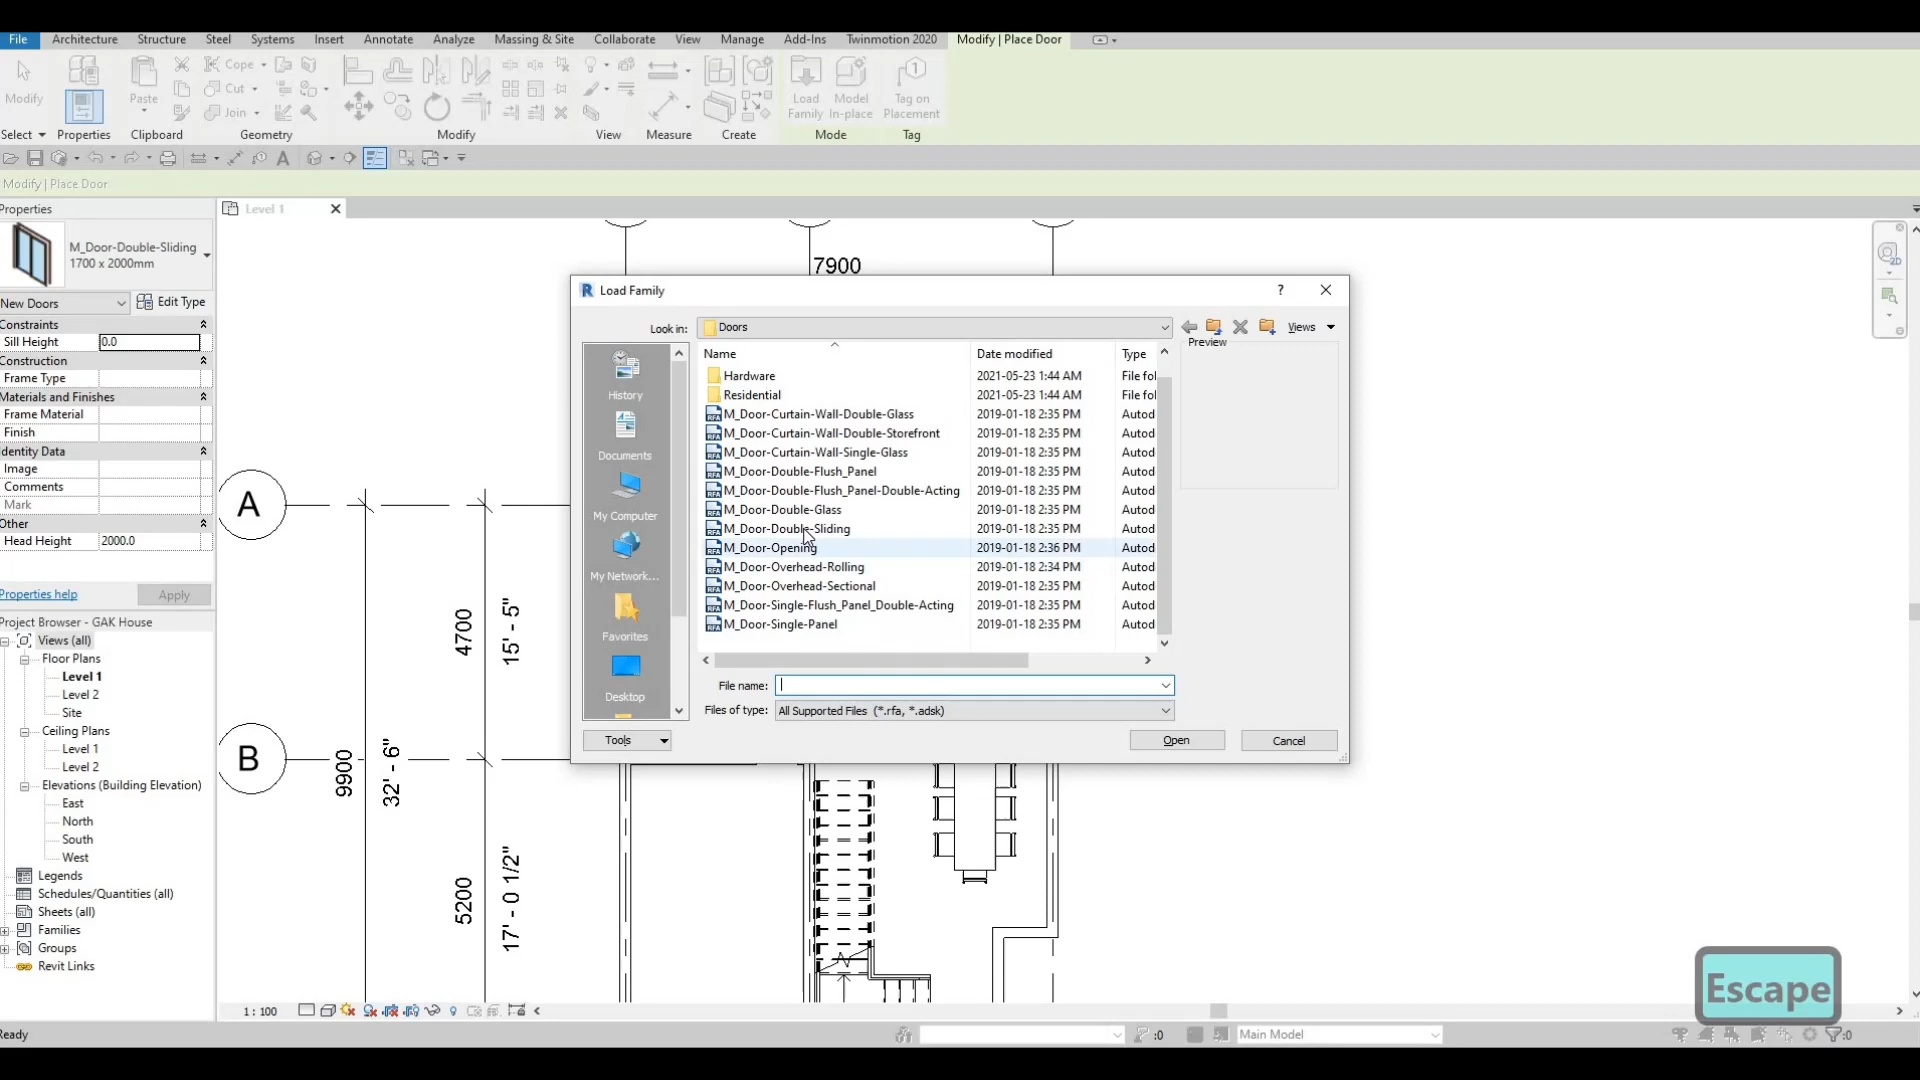 File Architecture Structure Steel Systems Insert Annotate Analyze Massing & Site Collaborate View Manage Add-Ins Twinmotion 2020 Modify | Place Door
Modify Paste Cope Cut Join Load Family Model In-place Tag on Placement
Select Properties Clipboard Geometry Modify View Measure Create Mode Tag
Modify | Place Door
Properties
Level 1
M_Door-Double-Sliding
1700 x 2000mm
New Doors Edit Type
Constraints
Sill Height 0.0
Construction
Frame Type
Materials and Finishes
Frame Material
Finish
Identity Data
Image
Comments
Mark
Other
Head Height 2000.0
Properties help Apply
Project Browser - GAK House
Views (all)
Floor Plans
Level 1
Level 2
Site
Ceiling Plans
Level 1
Level 2
Elevations (Building Elevation)
East
North
South
West
Legends
Schedules/Quantities (all)
Sheets (all)
Families
Groups
Revit Links
7900
A
B
4700
15' - 5"
9900
32' - 6"
5200
17' - 0 1/2"
Load Family
Look in: Doors Views
Name Date modified Type
Hardware 2021-05-23 1:44 AM File fol
Residential 2021-05-23 1:44 AM File fol
M_Door-Curtain-Wall-Double-Glass 2019-01-18 2:35 PM Autod
M_Door-Curtain-Wall-Double-Storefront 2019-01-18 2:35 PM Autod
M_Door-Curtain-Wall-Single-Glass 2019-01-18 2:35 PM Autod
M_Door-Double-Flush_Panel 2019-01-18 2:35 PM Autod
M_Door-Double-Flush_Panel-Double-Acting 2019-01-18 2:35 PM Autod
M_Door-Double-Glass 2019-01-18 2:35 PM Autod
M_Door-Double-Sliding 2019-01-18 2:35 PM Autod
M_Door-Opening 2019-01-18 2:36 PM Autod
M_Door-Overhead-Rolling 2019-01-18 2:34 PM Autod
M_Door-Overhead-Sectional 2019-01-18 2:35 PM Autod
M_Door-Single-Flush_Panel_Double-Acting 2019-01-18 2:35 PM Autod
M_Door-Single-Panel 2019-01-18 2:35 PM Autod
History
Documents
My Computer
My Network...
Favorites
Desktop
Preview
File name:
Files of type: All Supported Files (*.rfa, *.adsk)
Tools Open Cancel
Escape
1 : 100
Ready :0 Main Model :0